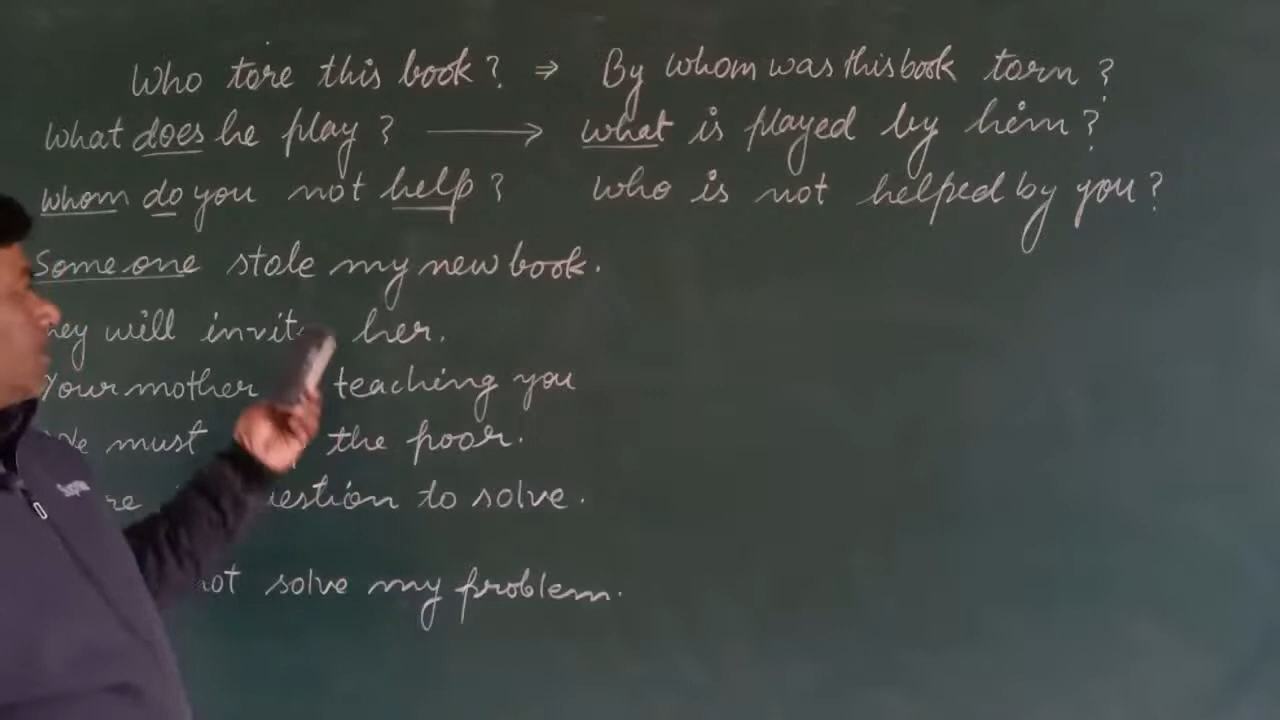 Who tore this book? ⇒ By whom was this book torn?
What does he play? → what is played by him?
whom do you not help? who is not helped by you?
Someone stole my new book.
will invite her.
Your mother teaching you
must the poor.
to solve.
not solve my problem.